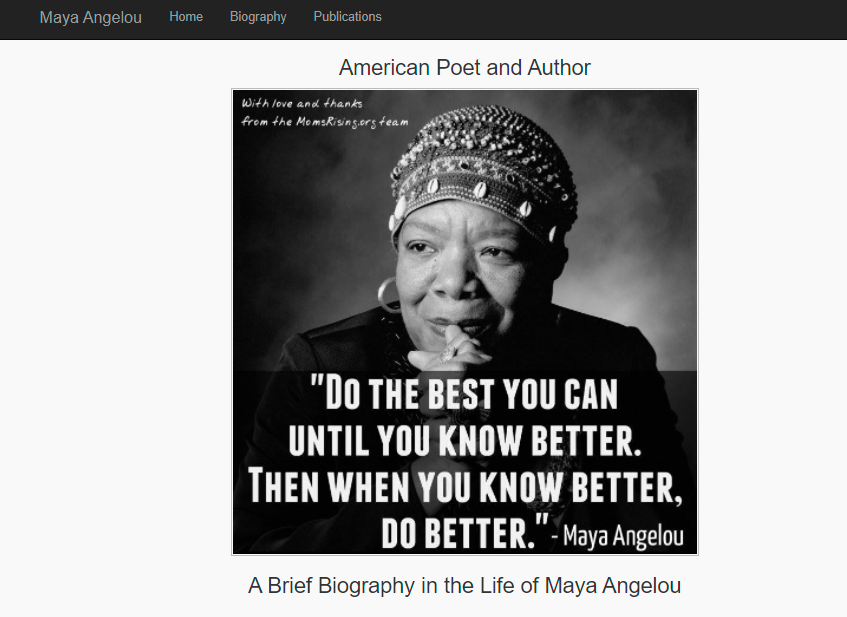 Maya Angelou Home Biography Publications
American Poet and Author
With love and thanks
from the MomsRising.org team
"DO THE BEST YOU CAN
UNTIL YOU KNOW BETTER.
THEN WHEN YOU KNOW BETTER,
DO BETTER." - Maya Angelou
A Brief Biography in the Life of Maya Angelou